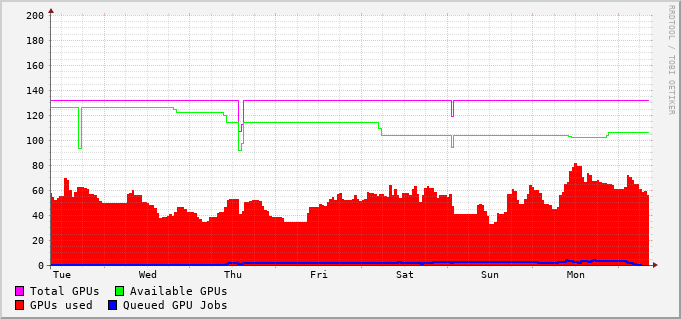 RRDTOOL / TOBI OETIKER
200
180
160
140
120
100
80
60
40
20
0
Tue Wed Thu Fri Sat Sun Mon
Total GPUs Available GPUs
GPUs used Queued GPU Jobs